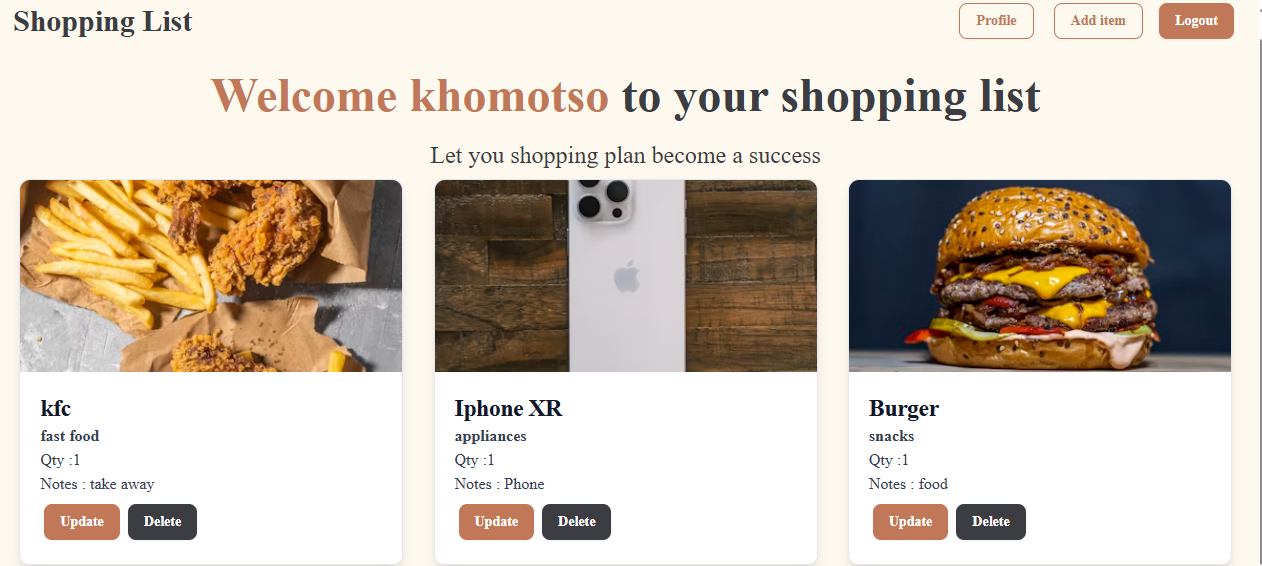 Shopping List
Profile
Add item
Logout
Welcome khomotso to your shopping list
Let you shopping plan become a success
kfc
fast food
Qty :1
Notes : take away
Update
Delete
Iphone XR
appliances
Qty :1
Notes : Phone
Update
Delete
Burger
snacks
Qty :1
Notes : food
Update
Delete